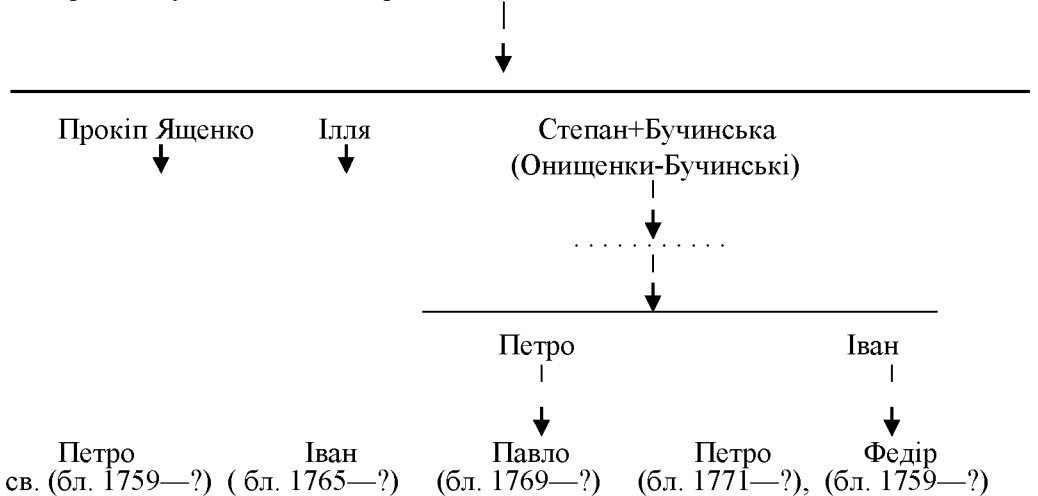 Прокіп Ященко Ілля Степан+Бучинська
(Онищенки-Бучинські)
. . . . . . . . . . .
Петро Іван
Петро Іван Павло Петро Федір
св. (бл. 1759—?) ( бл. 1765—?) (бл. 1769—?) (бл. 1771—?), (бл. 1759—?)